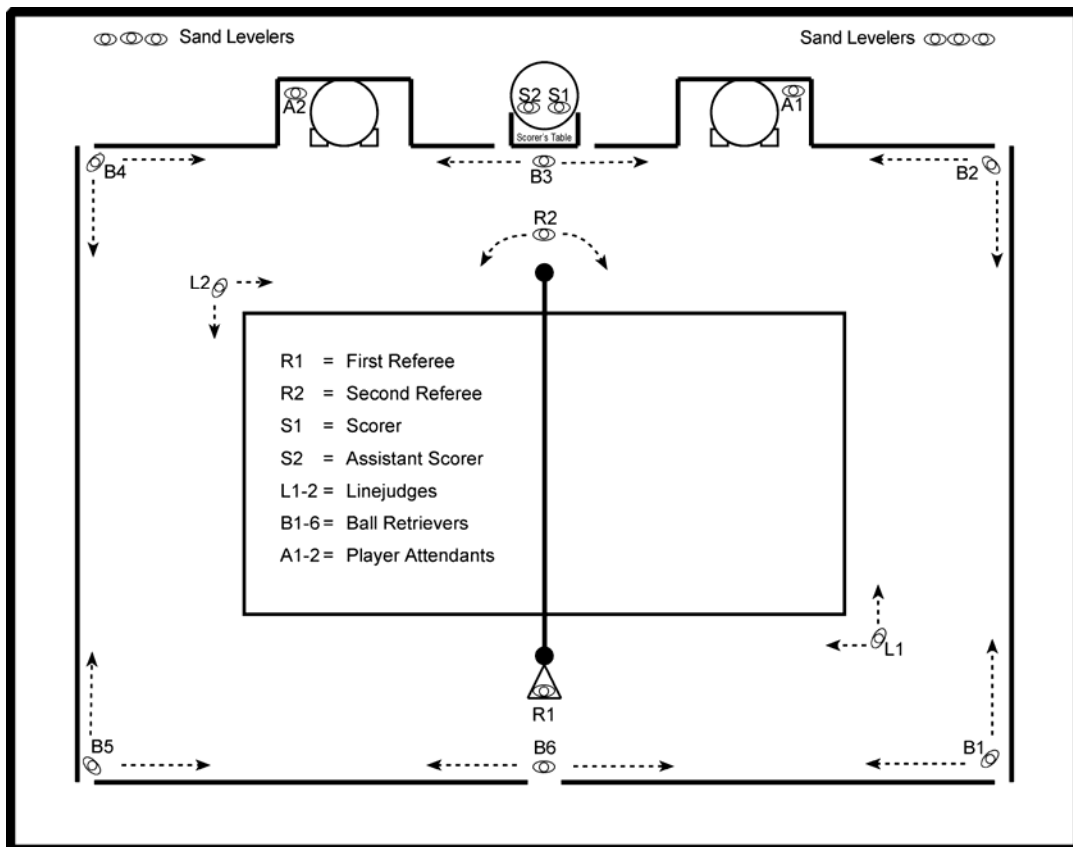 Sand Levelers
Sand Levelers
A2
S2 S1
A1
Scorer's Table
B4
B3
B2
R2
L2
R1 = First Referee
R2 = Second Referee
S1 = Scorer
S2 = Assistant Scorer
L1-2 = Linejudges
B1-6 = Ball Retrievers
A1-2 = Player Attendants
L1
R1
B5
B6
B1